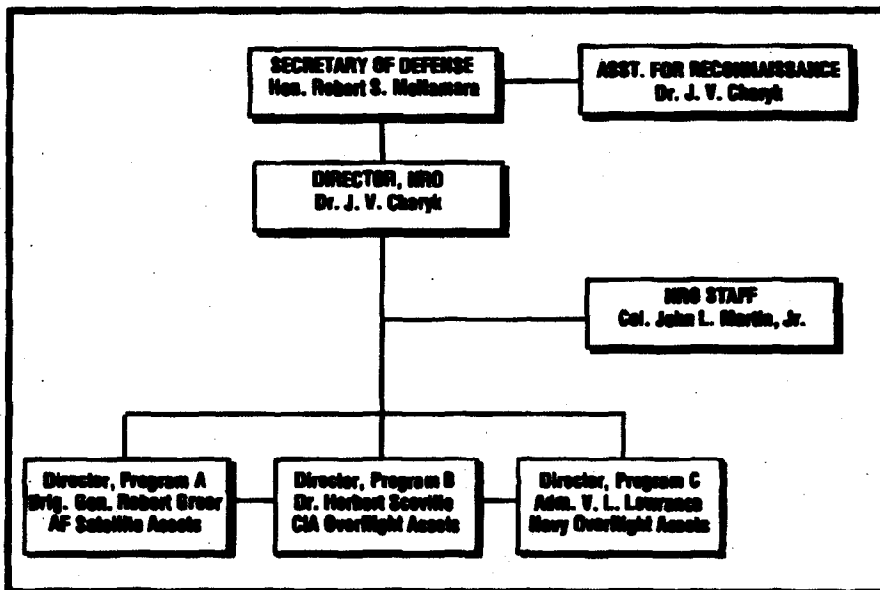 SECRETARY OF DEFENSE
Hon. Robert S. McNamara
ASST. FOR RECONNAISSANCE
Dr. J. V. Charyk
DIRECTOR, NRO
Dr. J. V. Charyk
NRO STAFF
Col. John L. Martin, Jr.
Director, Program A
Brig. Gen. Robert Greer
AF Satellite Assets
Director, Program B
Dr. Herbert Scoville
CIA Overflight Assets
Director, Program C
Adm. V. L. Lowrance
Navy Overflight Assets